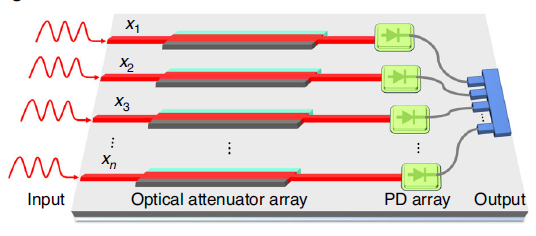 x1
x2
x3
...
xn
...
...
...
Input
Optical attenuator array
PD array
Output